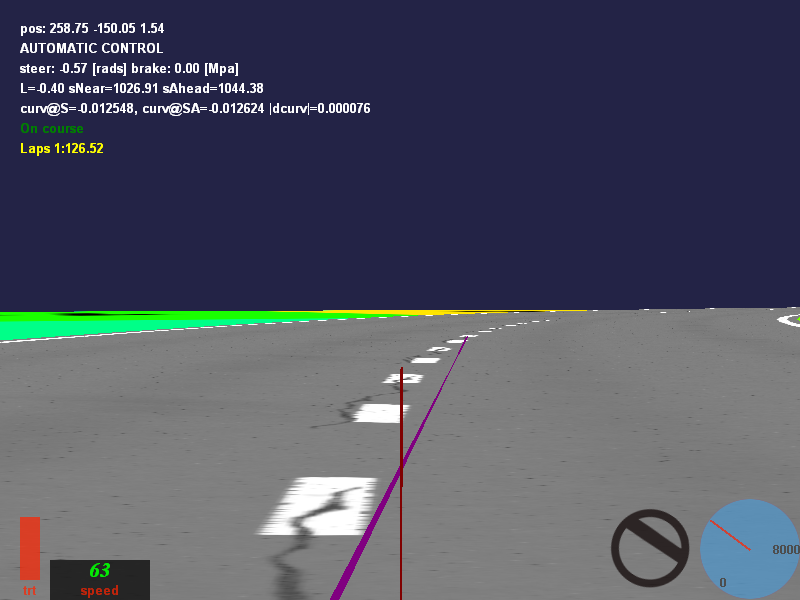 pos: 258.75 -150.05 1.54
AUTOMATIC CONTROL
steer: -0.57 [rads] brake: 0.00 [Mpa]
L=-0.40 sNear=1026.91 sAhead=1044.38
curv@S=-0.012548, curv@SA=-0.012624 |dcurv|=0.000076
On course
Laps 1:126.52
trt
63
speed
8000
0